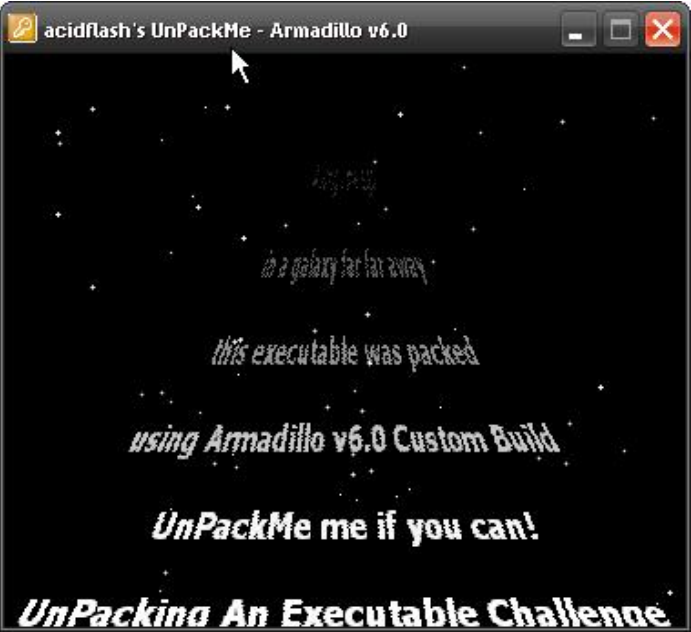 acidflash's UnPackMe - Armadillo v6.0
in a galaxy far far away
this executable was packed
using Armadillo v6.0 Custom Build
UnPackMe me if you can!
UnPacking An Executable Challenge